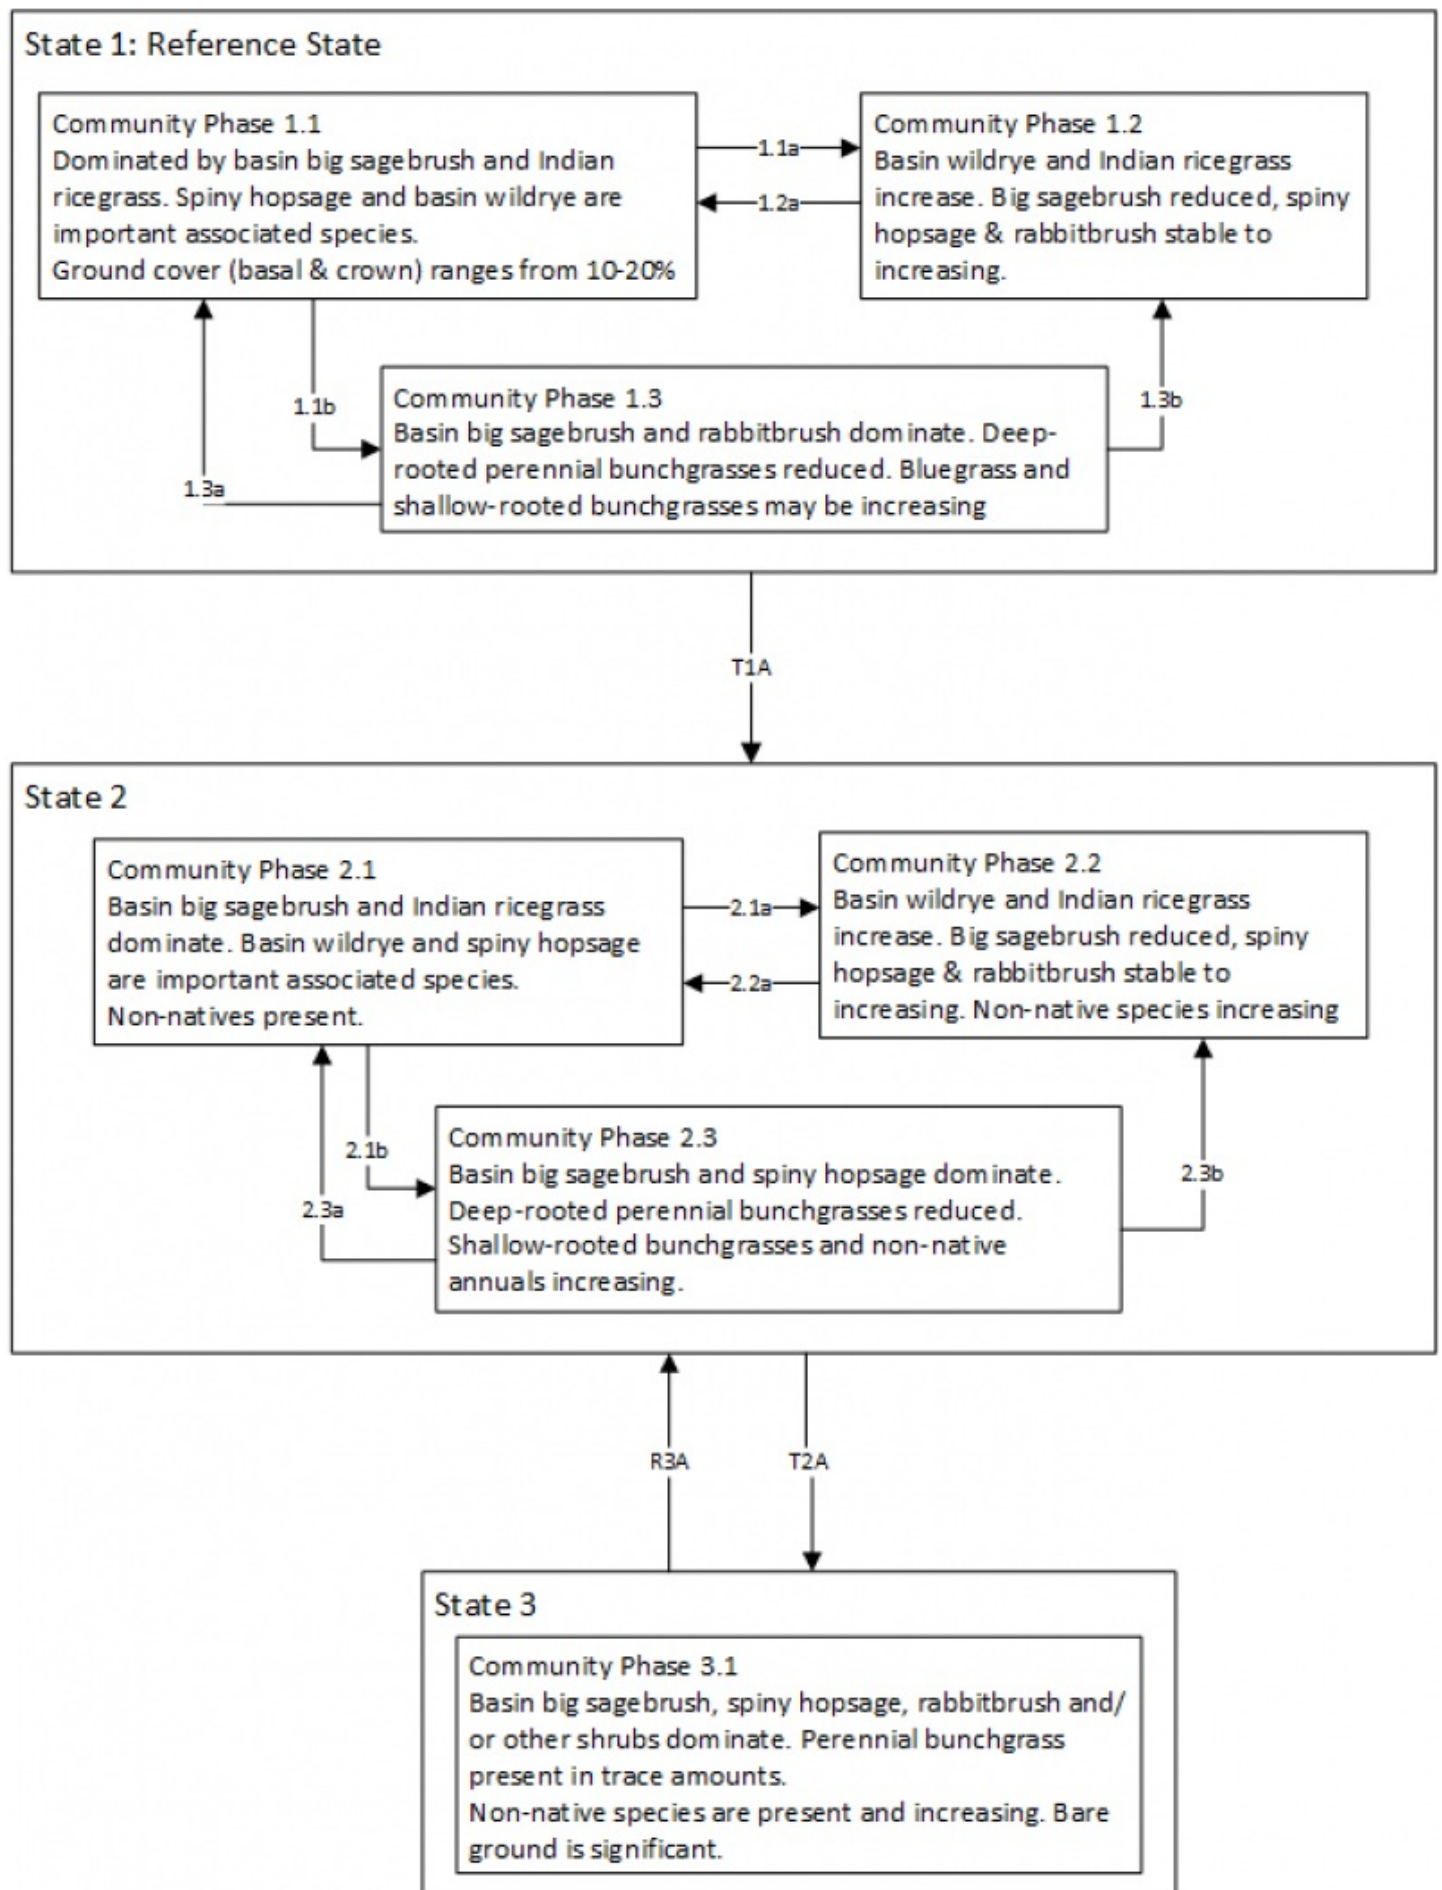 State 1: Reference State
Community Phase 1.1
Dominated by basin big sagebrush and Indian
ricegrass. Spiny hopsage and basin wildrye are
important associated species.
Ground cover (basal & crown) ranges from 10-20%
1.1a
1.2a
Community Phase 1.2
Basin wildrye and Indian ricegrass
increase. Big sagebrush reduced, spiny
hopsage & rabbitbrush stable to
increasing.
1.1b
1.3a
Community Phase 1.3
Basin big sagebrush and rabbitbrush dominate. Deep-
rooted perennial bunchgrasses reduced. Bluegrass and
shallow-rooted bunchgrasses may be increasing
1.3b
T1A
State 2
Community Phase 2.1
Basin big sagebrush and Indian ricegrass
dominate. Basin wildrye and spiny hopsage
are important associated species.
Non-natives present.
2.1a
2.2a
Community Phase 2.2
Basin wildrye and Indian ricegrass
increase. Big sagebrush reduced, spiny
hopsage & rabbitbrush stable to
increasing. Non-native species increasing
2.1b
2.3a
Community Phase 2.3
Basin big sagebrush and spiny hopsage dominate.
Deep-rooted perennial bunchgrasses reduced.
Shallow-rooted bunchgrasses and non-native
annuals increasing.
2.3b
R3A
T2A
State 3
Community Phase 3.1
Basin big sagebrush, spiny hopsage, rabbitbrush and/
or other shrubs dominate. Perennial bunchgrass
present in trace amounts.
Non-native species are present and increasing. Bare
ground is significant.